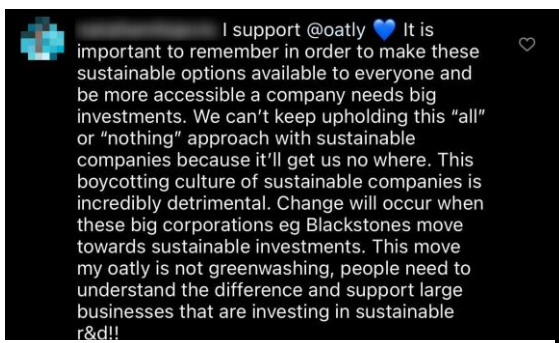 I support @oatly 💙 It is
important to remember in order to make these
sustainable options available to everyone and
be more accessible a company needs big
investments. We can't keep upholding this “all”
or “nothing” approach with sustainable
companies because it'll get us no where. This
boycotting culture of sustainable companies is
incredibly detrimental. Change will occur when
these big corporations eg Blackstones move
towards sustainable investments. This move
my oatly is not greenwashing, people need to
understand the difference and support large
businesses that are investing in sustainable
r&d!!